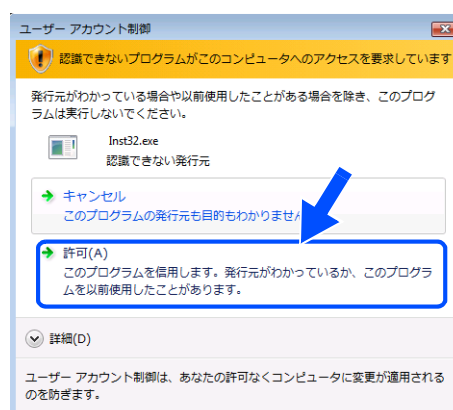 ユーザー アカウント制御
認識できないプログラムがこのコンピュータへのアクセスを要求しています
発行元がわかっている場合や以前使用したことがある場合を除き、このプログ
ラムは実行しないでください。
Inst32.exe
認識できない発行元
キャンセル
このプログラムの発行元も目的もわかりません
許可(A)
このプログラムを信用します。発行元がわかっているか、このプログラ
ムを以前使用したことがあります。
詳細(D)
ユーザー アカウント制御は、あなたの許可なくコンピュータに変更が適用される
のを防ぎます。